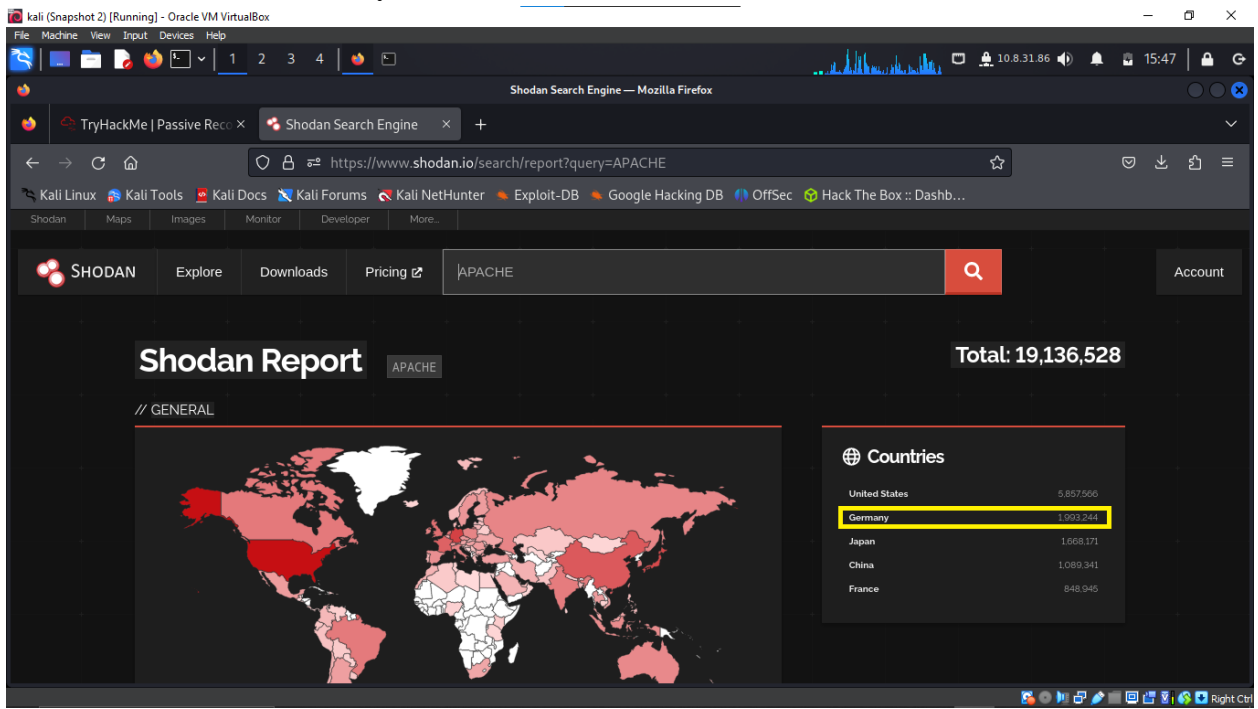 kali (Snapshot 2) [Running] - Oracle VM VirtualBox
File Machine View Input Devices Help
1 2 3 4 10.8.31.86 15:47
Shodan Search Engine — Mozilla Firefox
TryHackMe | Passive Reco × Shodan Search Engine × +
https://www.shodan.io/search/report?query=APACHE
Kali Linux Kali Tools Kali Docs Kali Forums Kali NetHunter Exploit-DB Google Hacking DB OffSec Hack The Box :: Dashb...
Shodan Maps Images Monitor Developer More...
SHODAN Explore Downloads Pricing APACHE Account
Shodan Report APACHE Total: 19,136,528
// GENERAL
Countries
United States 5,857,566
Germany 1,993,244
Japan 1,668,171
China 1,089,341
France 848,945
Right Ctrl